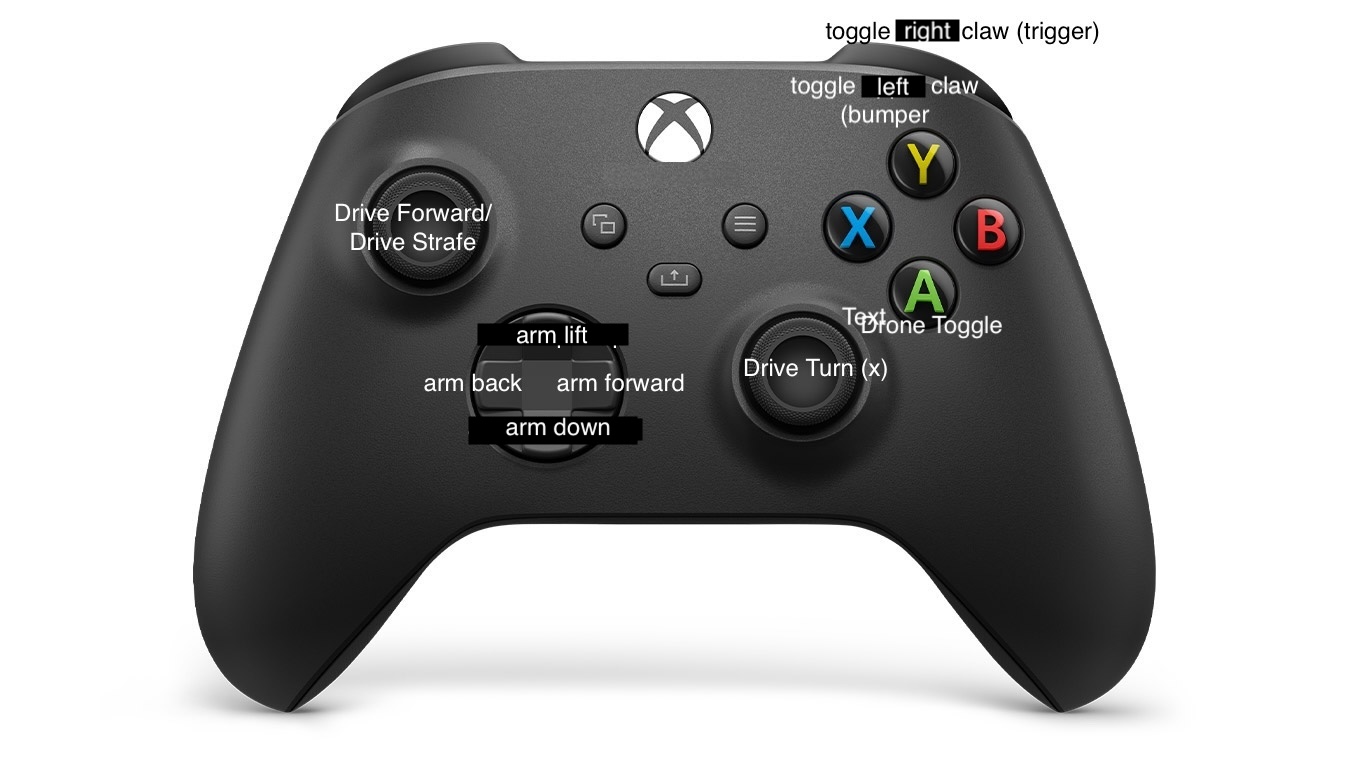 toggle right claw (trigger)
toggle left claw
(bumper
Y
X
B
A
Drive Forward/
Drive Strafe
Text
Drone Toggle
arm lift
arm back
arm forward
arm down
Drive Turn (x)